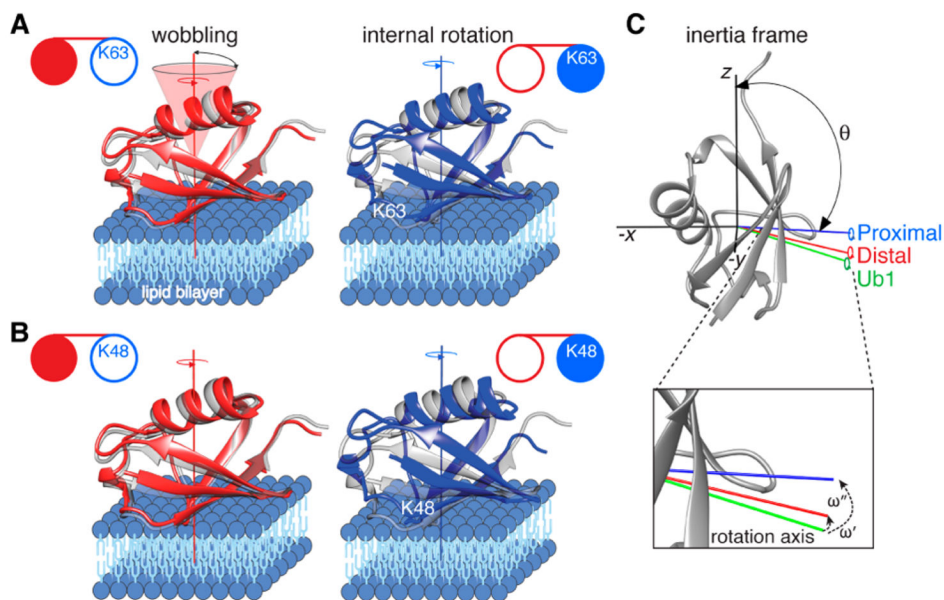 A
wobbling
K63
internal rotation
K63
K63
lipid bilayer
B
K48
K48
K48
C
inertia frame
z
θ
-x
-y
Proximal
Distal
Ub1
ω"
ω'
rotation axis